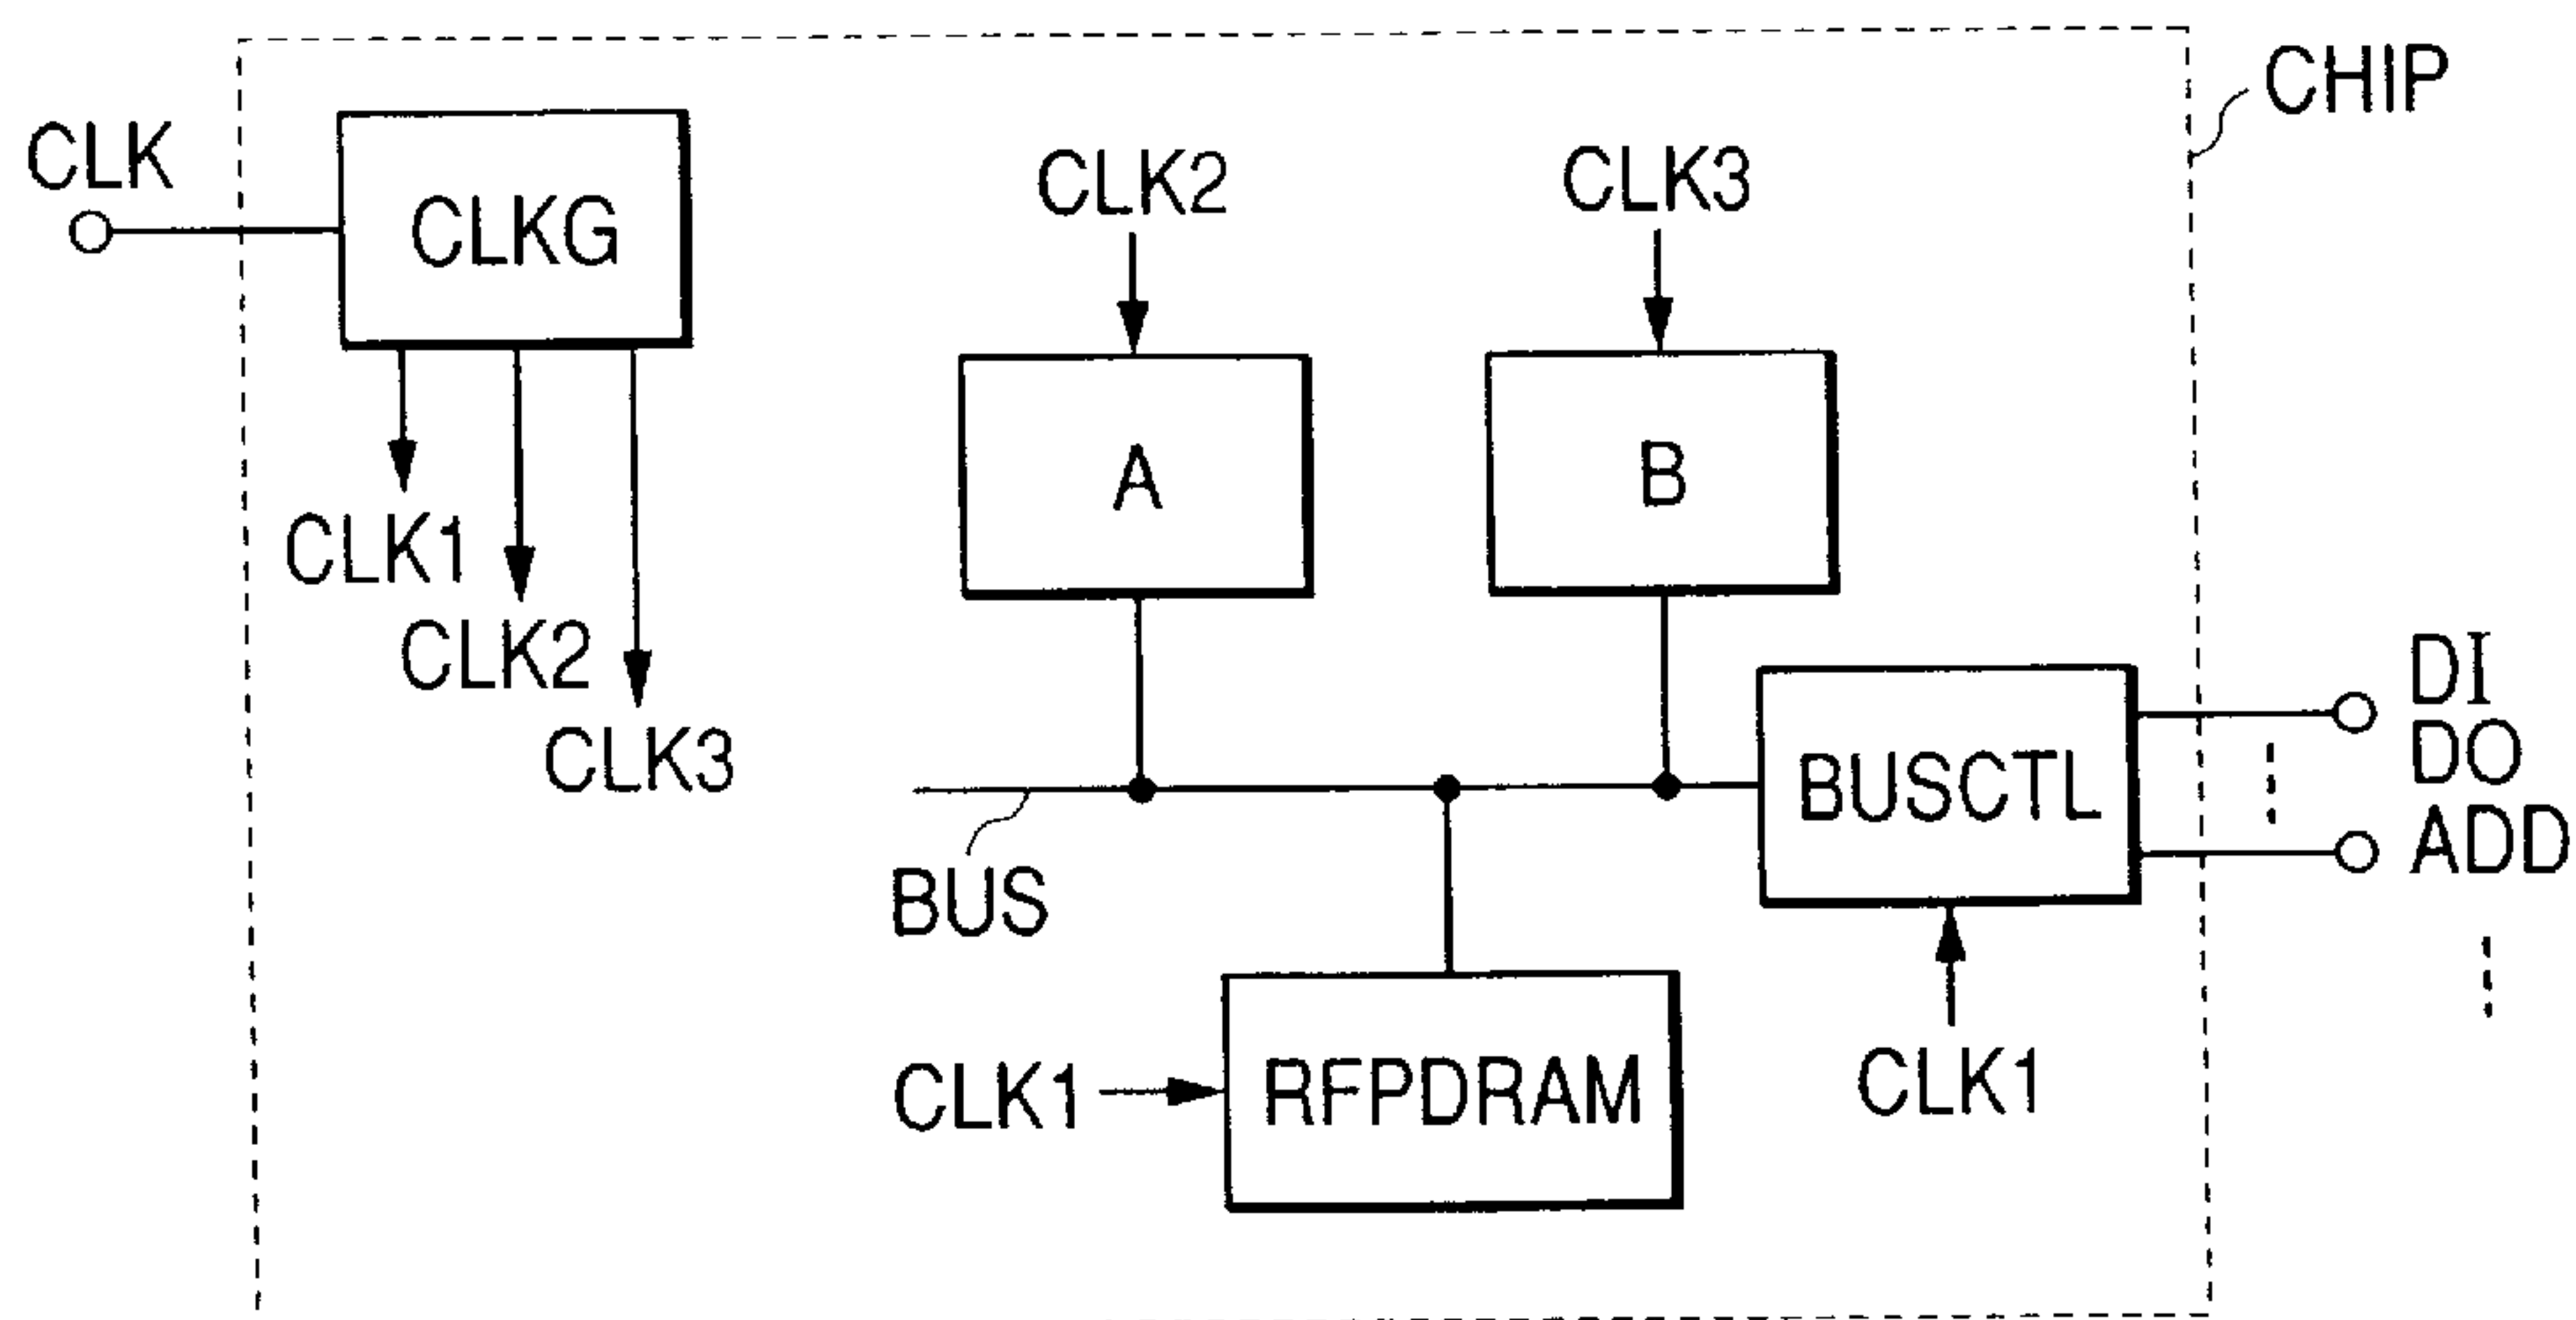 CHIP
CLK
CLKG
CLK2
CLK3
A
B
CLK1
CLK2
CLK3
DI
DO
ADD
BUSCTL
BUS
CLK1
RFPDRAM
CLK1